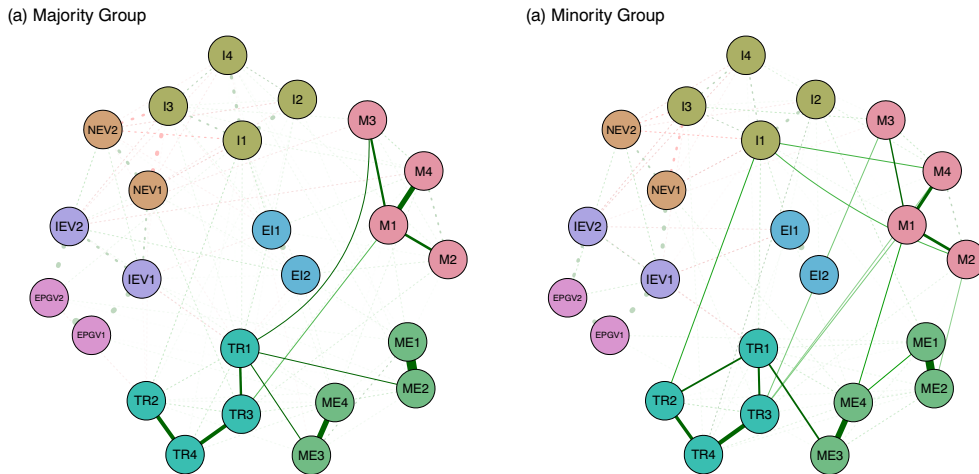 (a) Majority Group
(a) Minority Group
I4
I3
I2
NEV2
I1
M3
NEV1
M4
IEV2
EI1
M1
M2
IEV1
EI2
EPGV2
EPGV1
TR1
ME1
ME2
TR2
TR3
ME4
TR4
ME3
I4
I3
I2
NEV2
I1
M3
NEV1
M4
IEV2
EI1
M1
M2
IEV1
EI2
EPGV2
EPGV1
TR1
ME1
ME2
TR2
TR3
ME4
TR4
ME3